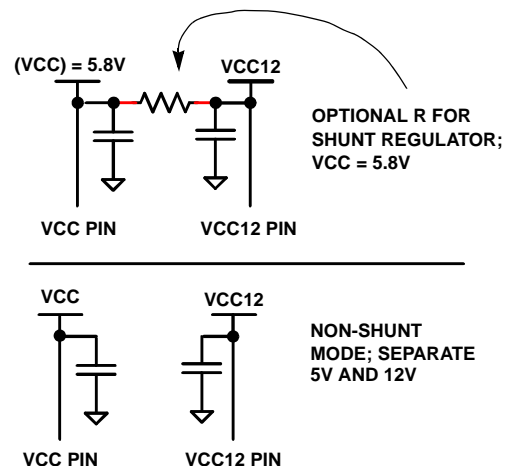 (VCC) = 5.8V
VCC12
OPTIONAL R FOR
SHUNT REGULATOR;
VCC = 5.8V
VCC PIN
VCC12 PIN
VCC
VCC12
NON-SHUNT
MODE; SEPARATE
5V AND 12V
VCC PIN
VCC12 PIN